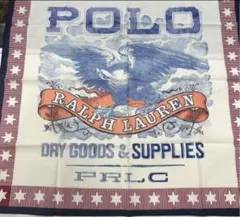 POLO
RALPH LAUREN
DRY GOODS & SUPPLIES
PRLC